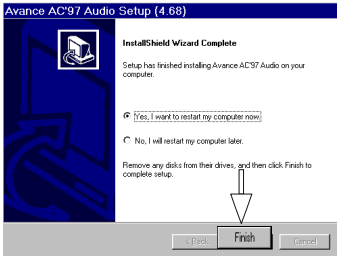 Avance AC'97 Audio Setup (4.68)
InstallShield Wizard Complete
Setup has finished installing Avance AC'97 Audio on your
computer.
Yes, I want to restart my computer now.
No, I will restart my computer later.
Remove any disks from their drives, and then click Finish to
complete setup.
< Back
Finish
Cancel